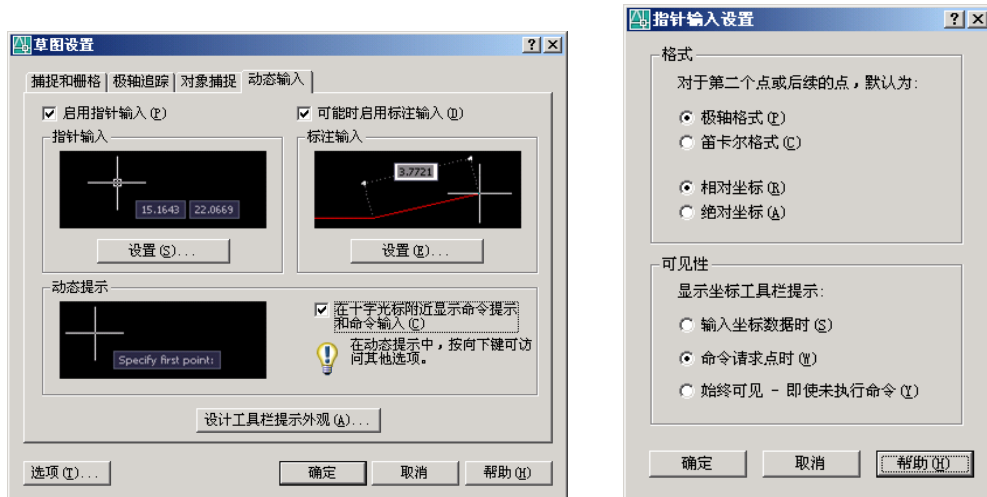 草图设置
捕捉和栅格 极轴追踪 对象捕捉 动态输入
启用指针输入(P)
可能时启用标注输入(D)
指针输入
15.1643 22.0669
设置(S)...
标注输入
3.7721
设置(E)...
动态提示
Specify first point:
在十字光标附近显示命令提示
和命令输入(C)
在动态提示中，按向下键可访
问其他选项。
设计工具栏提示外观(A)...
选项(T)...
确定 取消 帮助(H)
指针输入设置
格式
对于第二个点或后续的点，默认为:
极轴格式(P)
笛卡尔格式(C)
相对坐标(R)
绝对坐标(A)
可见性
显示坐标工具栏提示:
输入坐标数据时(S)
命令请求点时(W)
始终可见 - 即使未执行命令(Y)
确定 取消 帮助(H)